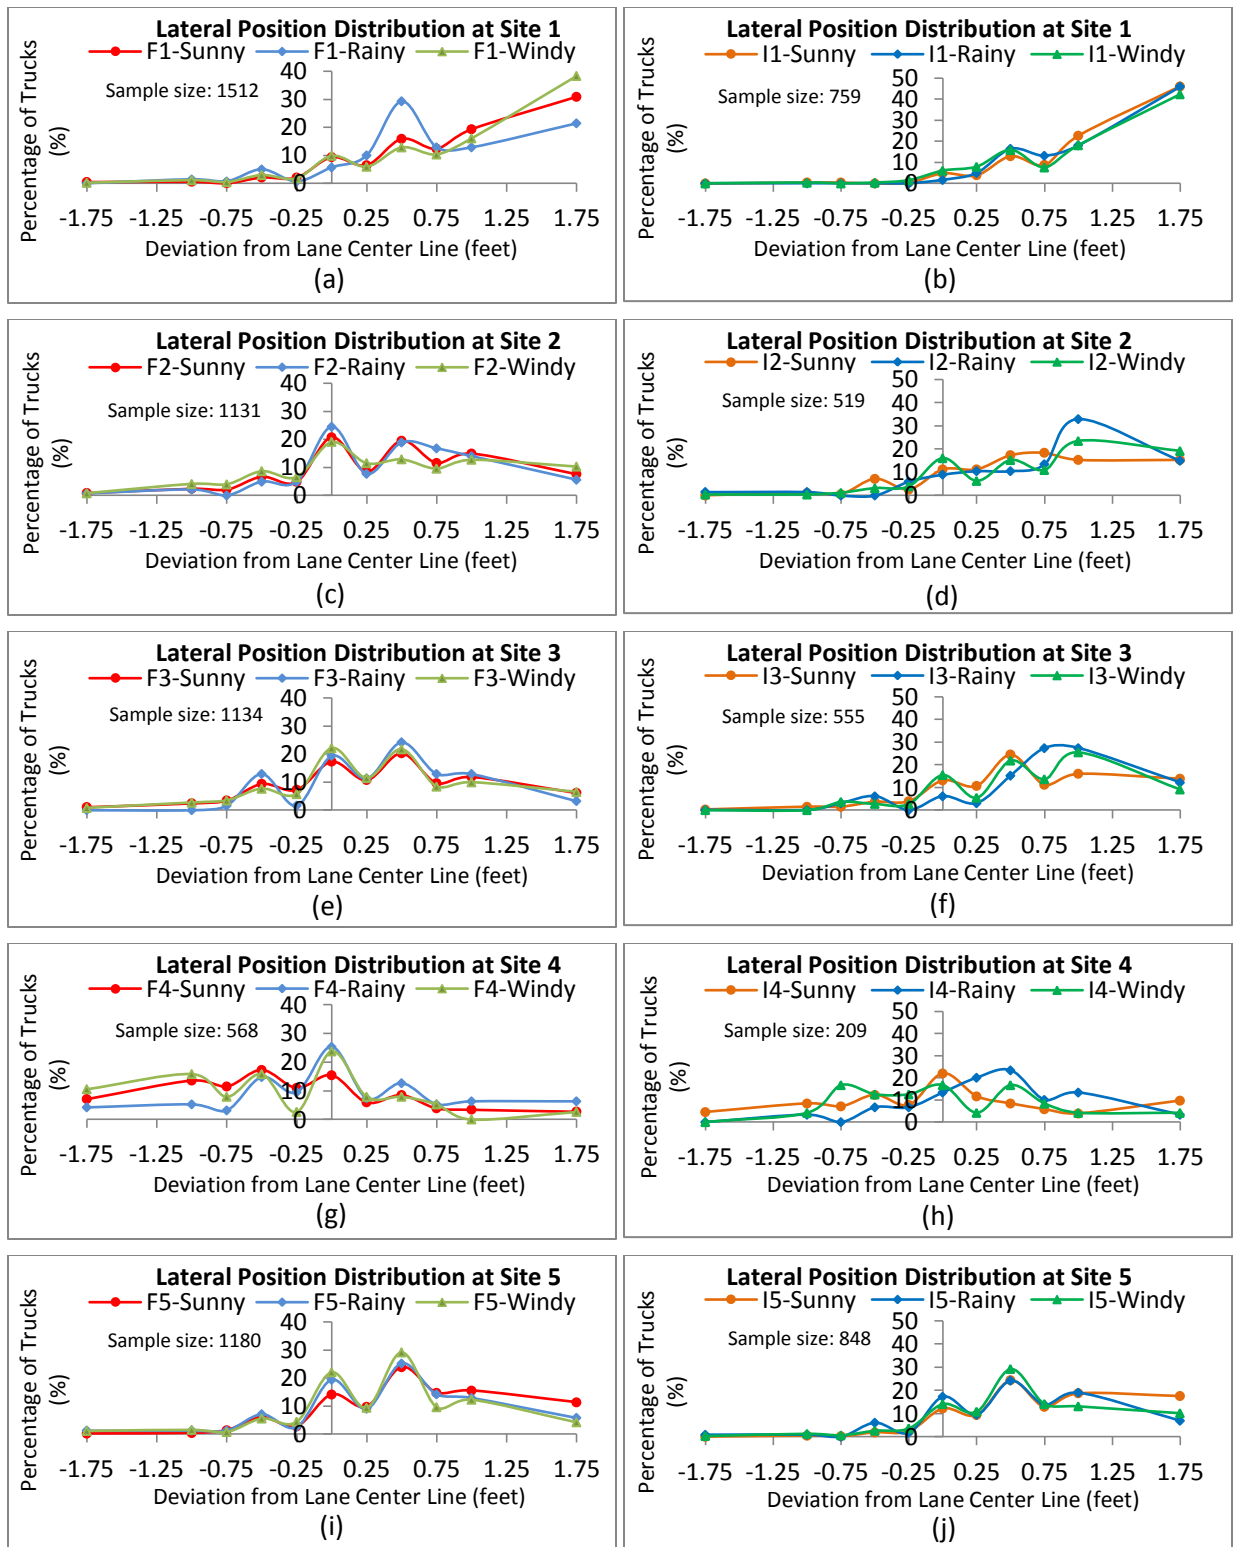 Lateral Position Distribution at Site 1
F1-Sunny F1-Rainy F1-Windy
Sample size: 1512
Percentage of Trucks
(%)
40
30
20
10
0
-1.75 -1.25 -0.75 -0.25 0.25 0.75 1.25 1.75
Deviation from Lane Center Line (feet)
(a)
Lateral Position Distribution at Site 1
I1-Sunny I1-Rainy I1-Windy
Sample size: 759
Percentage of Trucks
(%)
50
40
30
20
10
0
-1.75 -1.25 -0.75 -0.25 0.25 0.75 1.25 1.75
Deviation from Lane Center Line (feet)
(b)
Lateral Position Distribution at Site 2
F2-Sunny F2-Rainy F2-Windy
Sample size: 1131
Percentage of Trucks
(%)
40
30
20
10
0
-1.75 -1.25 -0.75 -0.25 0.25 0.75 1.25 1.75
Deviation from Lane Center Line (feet)
(c)
Lateral Position Distribution at Site 2
I2-Sunny I2-Rainy I2-Windy
Sample size: 519
Percentage of Trucks
(%)
50
40
30
20
10
0
-1.75 -1.25 -0.75 -0.25 0.25 0.75 1.25 1.75
Deviation from Lane Center Line (feet)
(d)
Lateral Position Distribution at Site 3
F3-Sunny F3-Rainy F3-Windy
Sample size: 1134
Percentage of Trucks
(%)
40
30
20
10
0
-1.75 -1.25 -0.75 -0.25 0.25 0.75 1.25 1.75
Deviation from Lane Center Line (feet)
(e)
Lateral Position Distribution at Site 3
I3-Sunny I3-Rainy I3-Windy
Sample size: 555
Percentage of Trucks
(%)
50
40
30
20
10
0
-1.75 -1.25 -0.75 -0.25 0.25 0.75 1.25 1.75
Deviation from Lane Center Line (feet)
(f)
Lateral Position Distribution at Site 4
F4-Sunny F4-Rainy F4-Windy
Sample size: 568
Percentage of Trucks
(%)
40
30
20
10
0
-1.75 -1.25 -0.75 -0.25 0.25 0.75 1.25 1.75
Deviation from Lane Center Line (feet)
(g)
Lateral Position Distribution at Site 4
I4-Sunny I4-Rainy I4-Windy
Sample size: 209
Percentage of Trucks
(%)
50
40
30
20
10
0
-1.75 -1.25 -0.75 -0.25 0.25 0.75 1.25 1.75
Deviation from Lane Center Line (feet)
(h)
Lateral Position Distribution at Site 5
F5-Sunny F5-Rainy F5-Windy
Sample size: 1180
Percentage of Trucks
(%)
40
30
20
10
0
-1.75 -1.25 -0.75 -0.25 0.25 0.75 1.25 1.75
Deviation from Lane Center Line (feet)
(i)
Lateral Position Distribution at Site 5
I5-Sunny I5-Rainy I5-Windy
Sample size: 848
Percentage of Trucks
(%)
50
40
30
20
10
0
-1.75 -1.25 -0.75 -0.25 0.25 0.75 1.25 1.75
Deviation from Lane Center Line (feet)
(j)